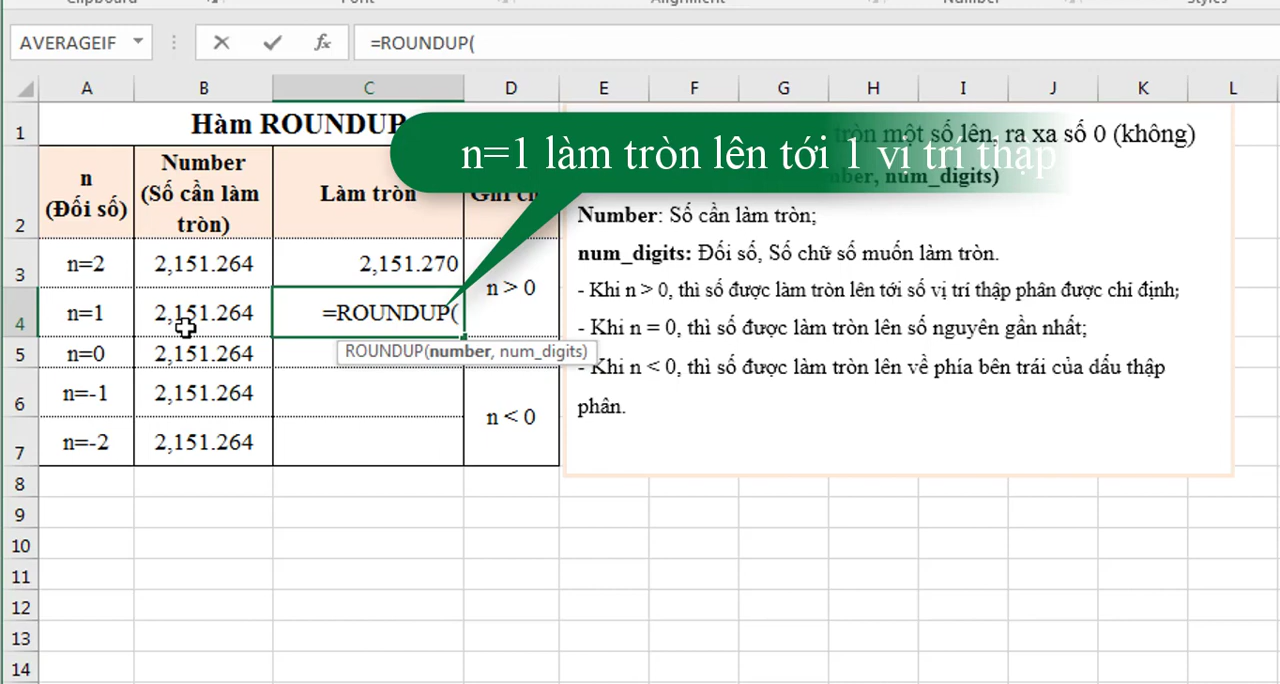 Clipboard Font Alignment Number Styles
AVERAGEIF fx =ROUNDUP(
A B C D E F G H I J K L
1 Hàm ROUNDUP
n=1 làm tròn lên tới 1 vị trí thập
tròn một số lên, ra xa số 0 (không)
num_digits)
2 n (Đối số)
Number
(Số cần làm
tròn)
Làm tròn
Number: Số cần làm tròn;
num_digits: Đối số, Số chữ số muốn làm tròn.
- Khi n > 0, thì số được làm tròn lên tới số vị trí thập phân được chỉ định;
- Khi n = 0, thì số được làm tròn lên số nguyên gần nhất;
- Khi n < 0, thì số được làm tròn lên về phía bên trái của dấu thập
phân.
3 n=2 2,151.264 2,151.270
n > 0
4 n=1 2,151.264 =ROUNDUP(
ROUNDUP(number, num_digits)
5 n=0 2,151.264
6 n=-1 2,151.264
n < 0
7 n=-2 2,151.264
8
9
10
11
12
13
14